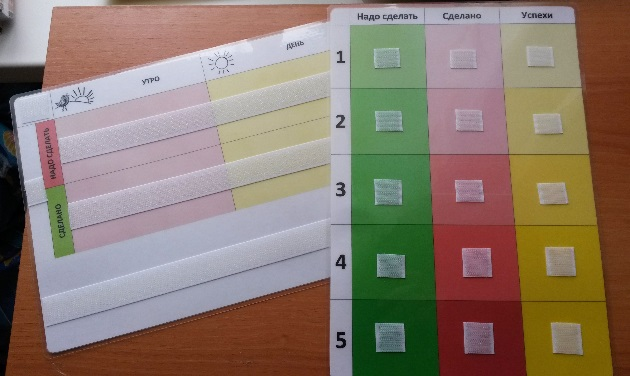 УТРО
ДЕНЬ
НАДО СДЕЛАТЬ
СДЕЛАНО
Надо сделать Сделано Успехи
1
2
3
4
5